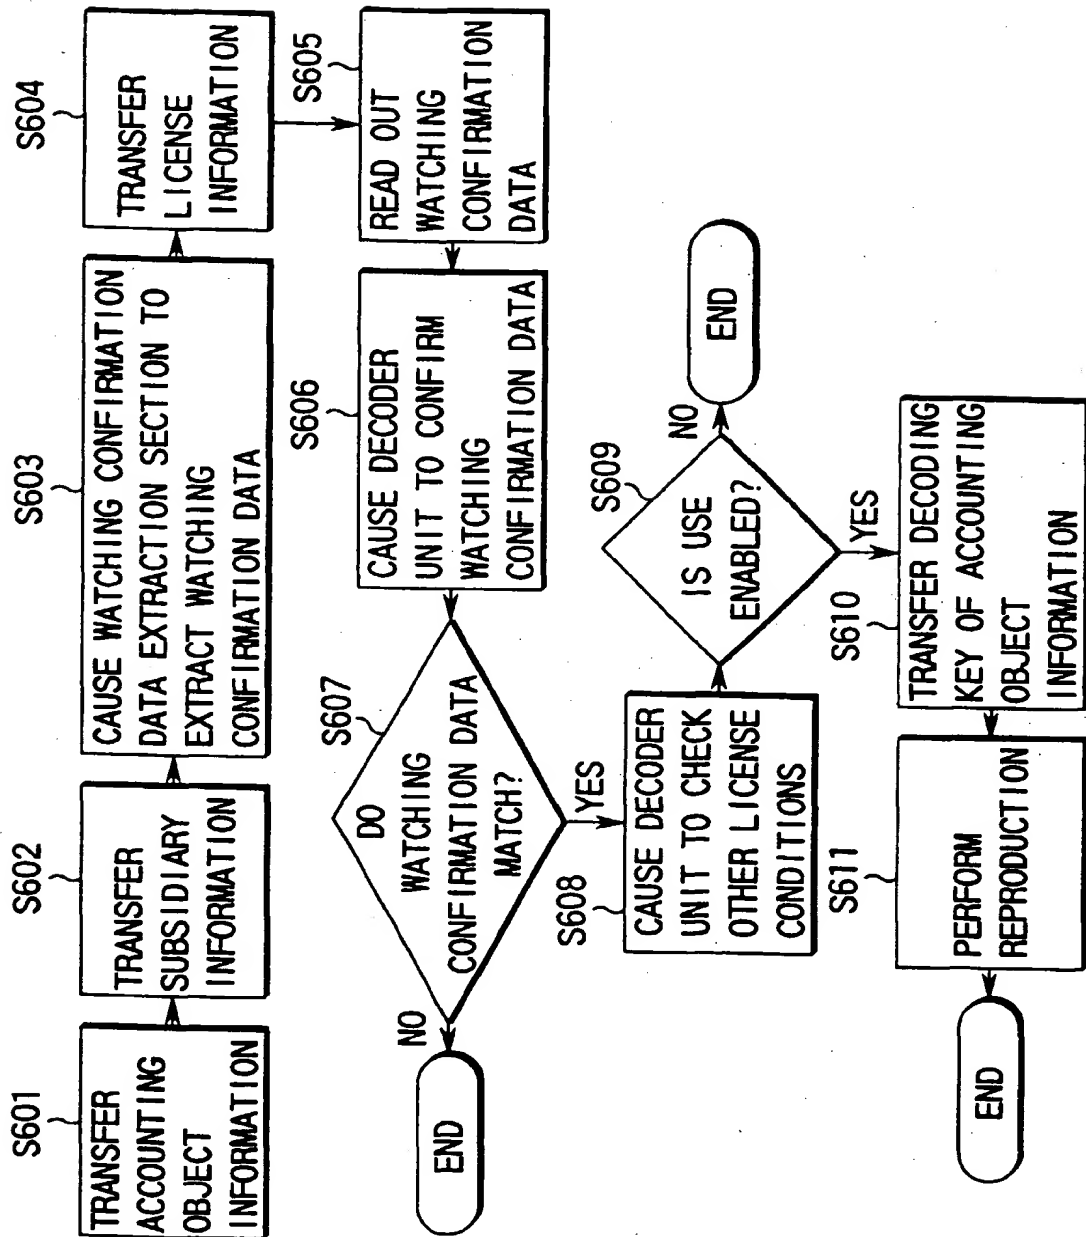 S601
TRANSFER
ACCOUNTING
OBJECT
INFORMATION
S602
TRANSFER
SUBSIDIARY
INFORMATION
S603
CAUSE WATCHING CONFIRMATION
DATA EXTRACTION SECTION TO
EXTRACT WATCHING
CONFIRMATION DATA
S604
TRANSFER
LICENSE
INFORMATION
S605
READ OUT
WATCHING
CONFIRMATION
DATA
S606
CAUSE DECODER
UNIT TO CONFIRM
WATCHING
CONFIRMATION DATA
S607
DO
WATCHING
CONFIRMATION DATA
MATCH?
NO
END
YES
S608
CAUSE DECODER
UNIT TO CHECK
OTHER LICENSE
CONDITIONS
S609
IS USE
ENABLED?
NO
END
YES
S610
TRANSFER DECODING
KEY OF ACCOUNTING
OBJECT
INFORMATION
S611
PERFORM
REPRODUCTION
END